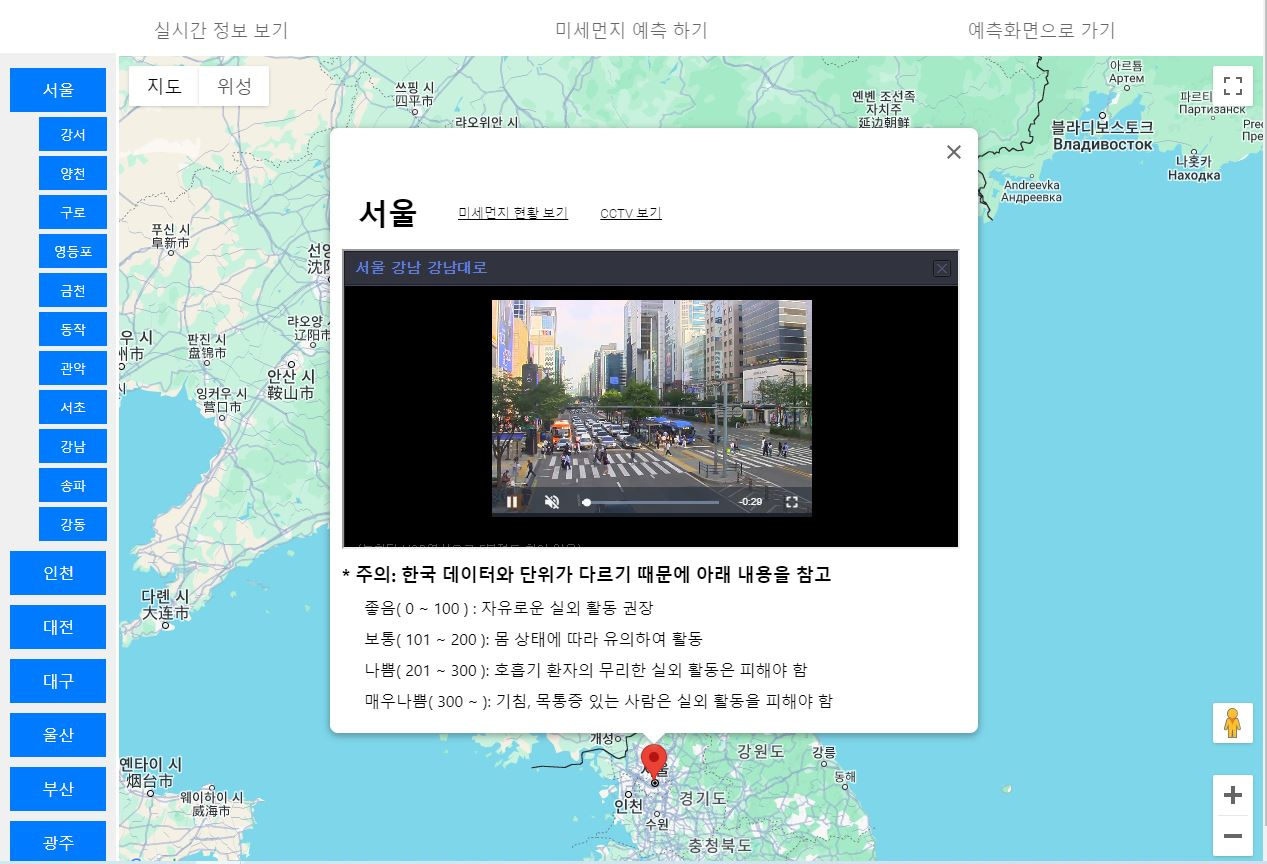 실시간 정보 보기
미세먼지 예측 하기
예측화면으로 가기
서울
강서
양천
구로
영등포
금천
동작
관악
서초
강남
송파
강동
인천
대전
대구
울산
부산
광주
지도
위성
쓰핑 시
四平市
랴오위안 시
옌볜 조선족
자치주
延边朝鲜
아르튬
Артем
파르티
Партизанск
블라디보스토크
Владивосток
나홋카
Находка
Andreevka
Андреевка
푸신 시
阜新市
판진 시
盘锦市
랴오양
辽阳市
안산 시
鞍山市
잉커우 시
营口市
다롄 시
大连市
옌타이 시
烟台市
웨이하이 시
威海市
서울
미세먼지 현황 보기
CCTV 보기
서울 강남 강남대로
-0:29
* 주의: 한국 데이터와 단위가 다르기 때문에 아래 내용을 참고
좋음( 0 ~ 100 ) : 자유로운 실외 활동 권장
보통( 101 ~ 200 ): 몸 상태에 따라 유의하여 활동
나쁨( 201 ~ 300 ): 호흡기 환자의 무리한 실외 활동은 피해야 함
매우나쁨( 300 ~ ): 기침, 목통증 있는 사람은 실외 활동을 피해야 함
개성
강원도
강릉
동해
인천
경기도
수원
충청북도